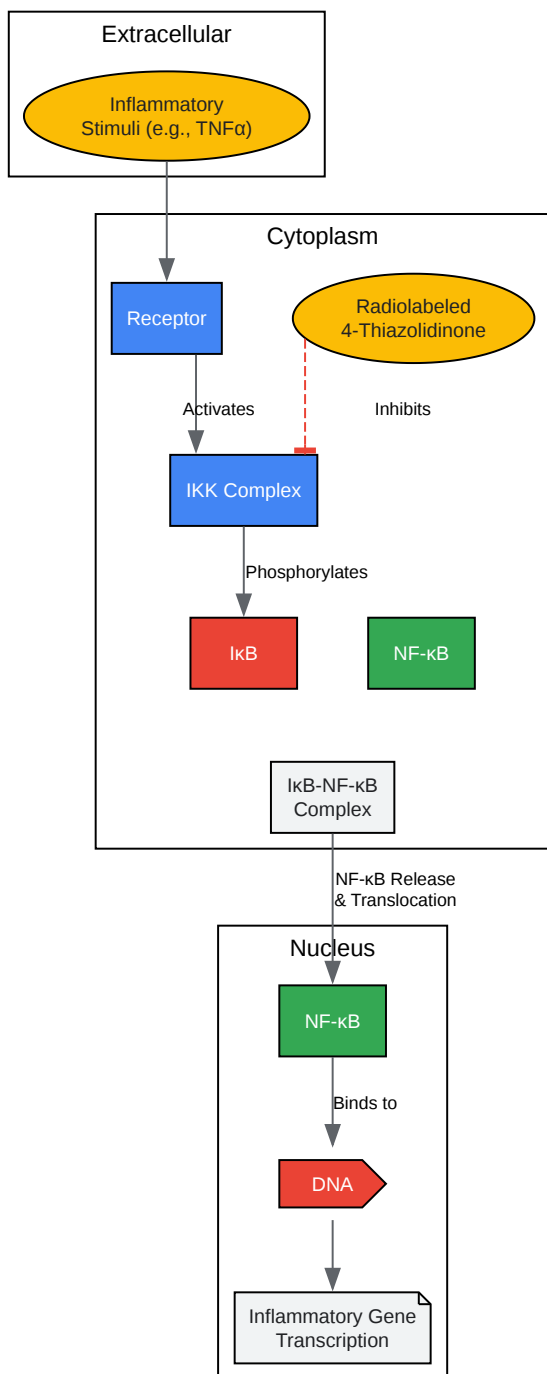 Extracellular
Inflammatory
Stimuli (e.g., TNFα)
Cytoplasm
Receptor
Radiolabeled
4-Thiazolidinone
Activates
Inhibits
IKK Complex
Phosphorylates
IκB
NF-κB
IκB-NF-κB
Complex
NF-κB Release
& Translocation
Nucleus
NF-κB
Binds to
DNA
Inflammatory Gene
Transcription